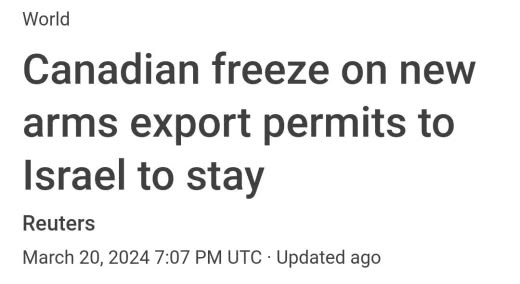 World
Canadian freeze on new
arms export permits to
Israel to stay
Reuters
March 20, 2024 7:07 PM UTC · Updated ago